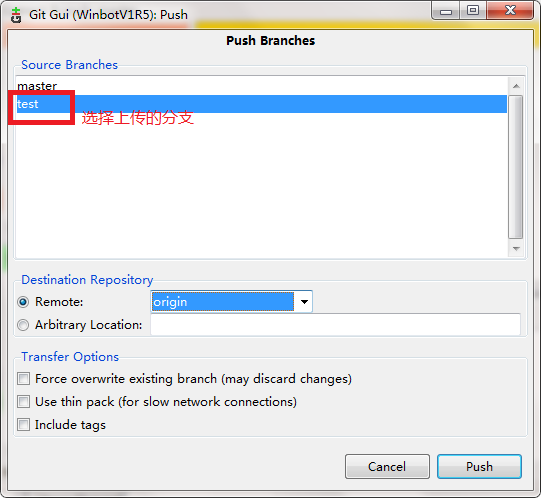 Git Gui (WinbotV1R5): Push
Push Branches
Source Branches
master
test
选择上传的分支
Destination Repository
Remote: origin
Arbitrary Location:
Transfer Options
Force overwrite existing branch (may discard changes)
Use thin pack (for slow network connections)
Include tags
Cancel Push